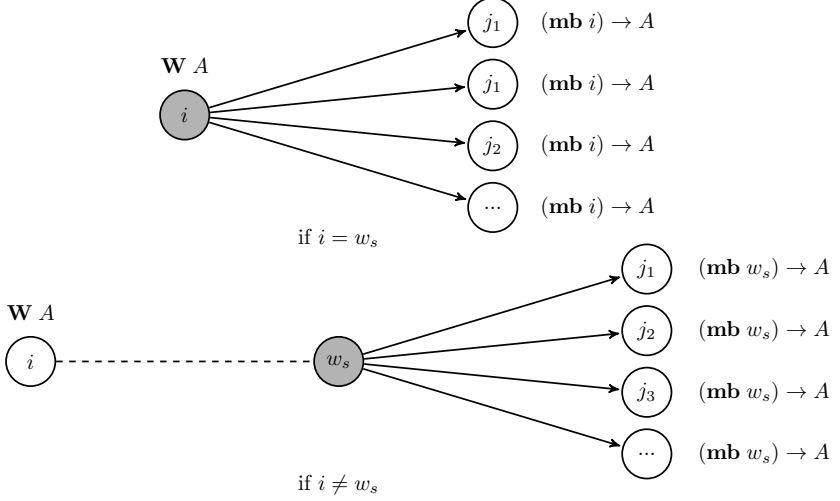 j₁ (mb i) → A
W A
j₁ (mb i) → A
i
j₂ (mb i) → A
... (mb i) → A
if i = wₛ
j₁ (mb wₛ) → A
W A
j₂ (mb wₛ) → A
i wₛ
j₃ (mb wₛ) → A
... (mb wₛ) → A
if i ≠ wₛ